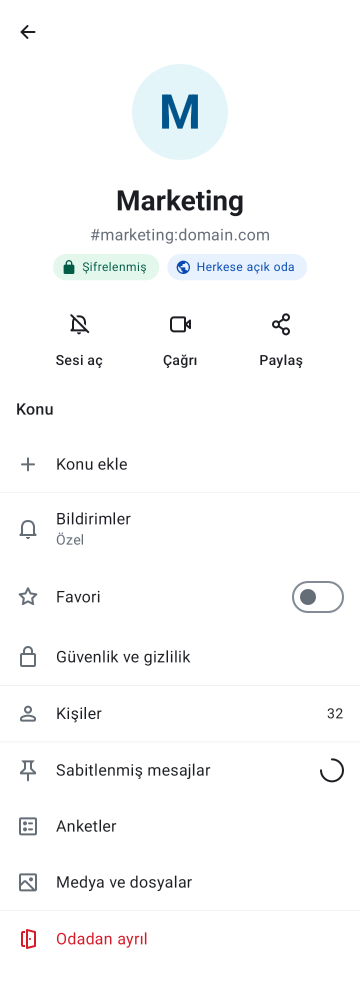 M
Marketing
#marketing:domain.com
Şifrelenmiş
Herkese açık oda
Sesi aç
Çağrı
Paylaş
Konu
Konu ekle
Bildirimler
Özel
Favori
Güvenlik ve gizlilik
Kişiler
32
Sabitlenmiş mesajlar
Anketler
Medya ve dosyalar
Odadan ayrıl